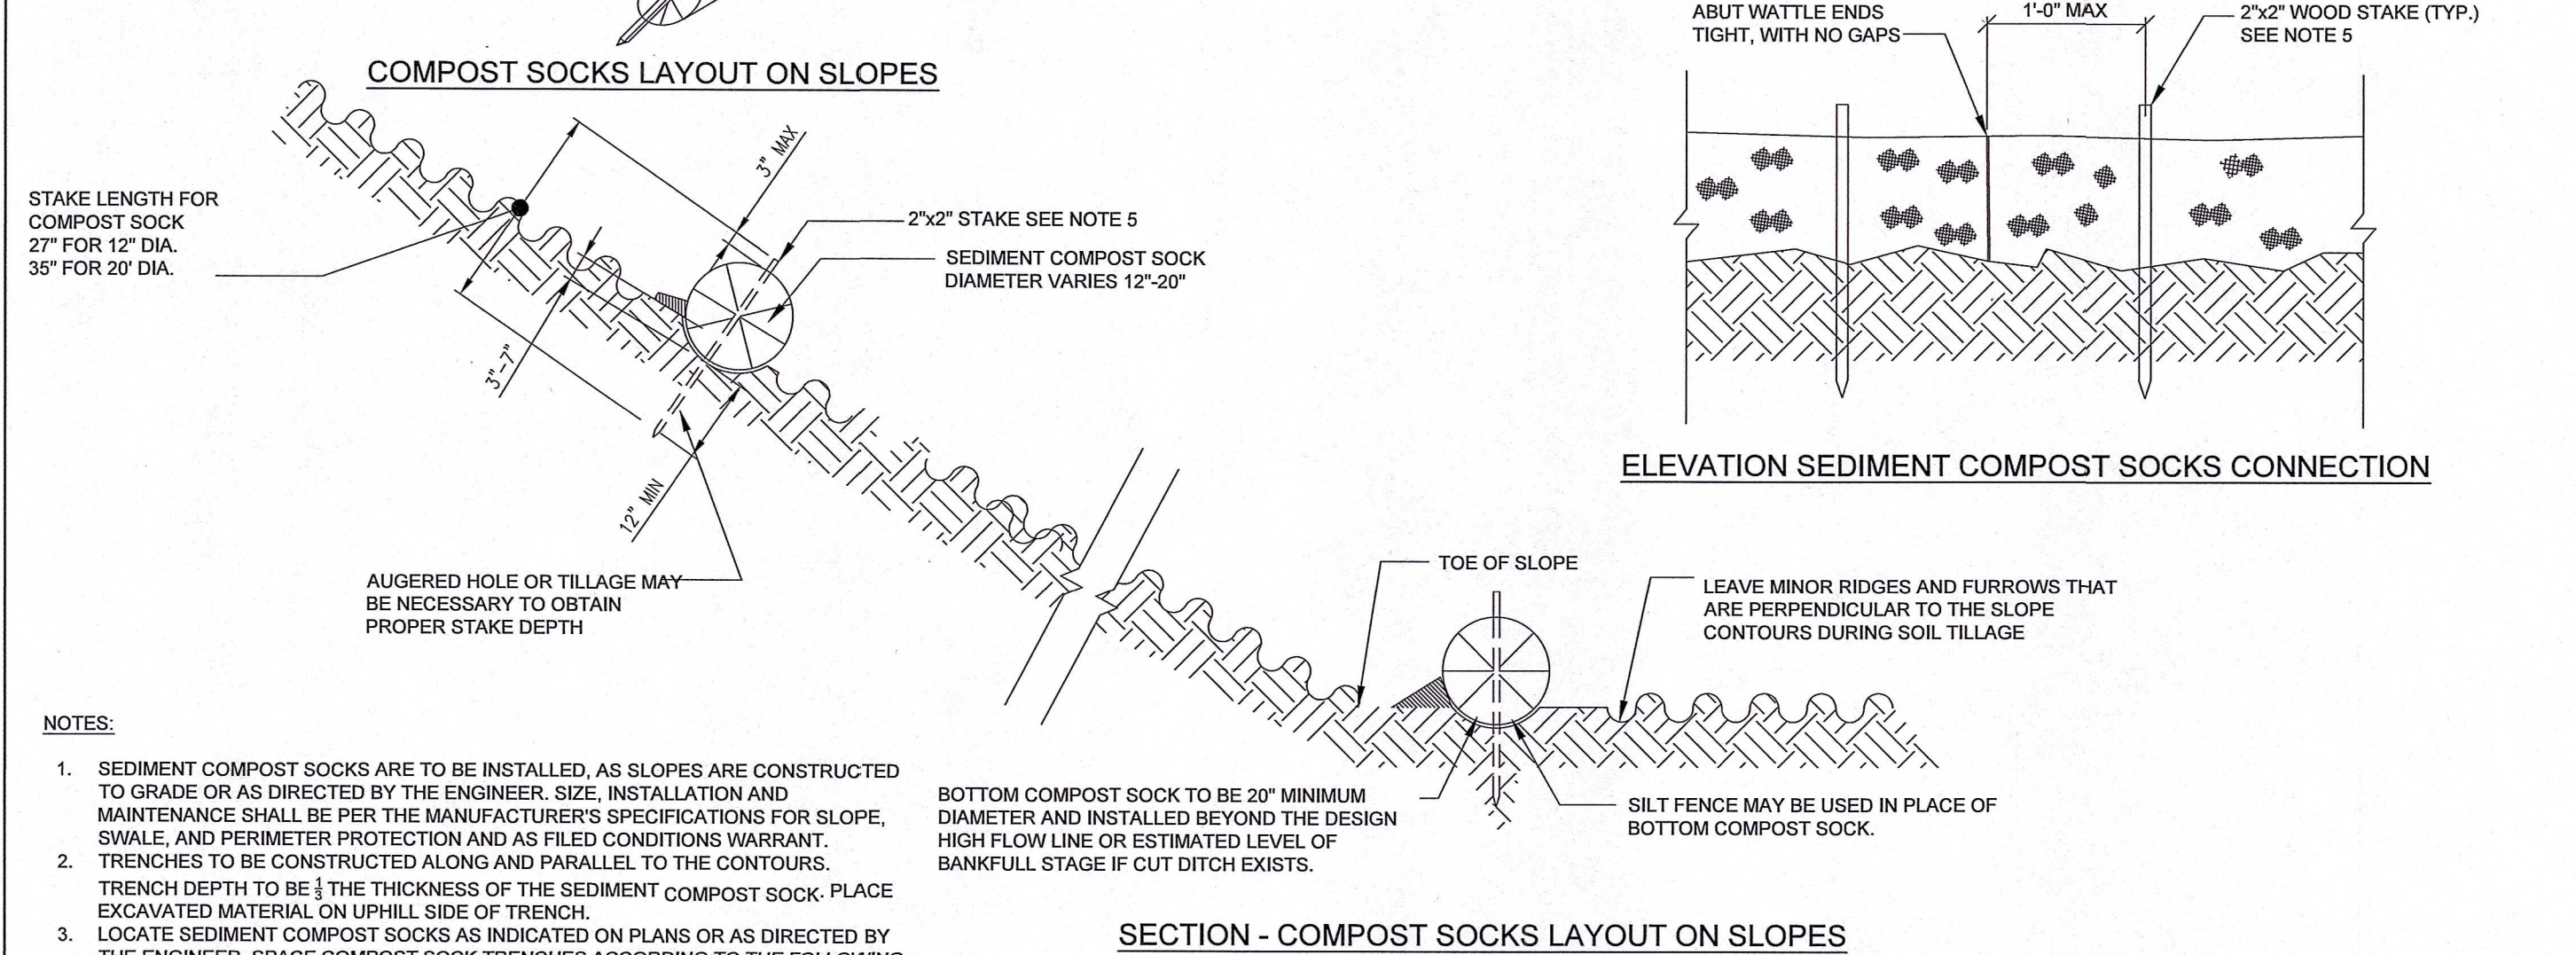 COMPOST SOCKS LAYOUT ON SLOPES
STAKE LENGTH FOR
COMPOST SOCK
27" FOR 12" DIA.
35" FOR 20' DIA.
3" MAX
2"x2" STAKE SEE NOTE 5
SEDIMENT COMPOST SOCK
DIAMETER VARIES 12"-20"
3"-7"
12" MIN
AUGERED HOLE OR TILLAGE MAY
BE NECESSARY TO OBTAIN
PROPER STAKE DEPTH
ABUT WATTLE ENDS
TIGHT, WITH NO GAPS
1'-0" MAX
2"x2" WOOD STAKE (TYP.)
SEE NOTE 5
ELEVATION SEDIMENT COMPOST SOCKS CONNECTION
TOE OF SLOPE
LEAVE MINOR RIDGES AND FURROWS THAT
ARE PERPENDICULAR TO THE SLOPE
CONTOURS DURING SOIL TILLAGE
BOTTOM COMPOST SOCK TO BE 20" MINIMUM
DIAMETER AND INSTALLED BEYOND THE DESIGN
HIGH FLOW LINE OR ESTIMATED LEVEL OF
BANKFULL STAGE IF CUT DITCH EXISTS.
SILT FENCE MAY BE USED IN PLACE OF
BOTTOM COMPOST SOCK.
SECTION - COMPOST SOCKS LAYOUT ON SLOPES
NOTES:
1. SEDIMENT COMPOST SOCKS ARE TO BE INSTALLED, AS SLOPES ARE CONSTRUCTED
TO GRADE OR AS DIRECTED BY THE ENGINEER. SIZE, INSTALLATION AND
MAINTENANCE SHALL BE PER THE MANUFACTURER'S SPECIFICATIONS FOR SLOPE,
SWALE, AND PERIMETER PROTECTION AND AS FILED CONDITIONS WARRANT.
2. TRENCHES TO BE CONSTRUCTED ALONG AND PARALLEL TO THE CONTOURS.
TRENCH DEPTH TO BE 1/3 THE THICKNESS OF THE SEDIMENT COMPOST SOCK. PLACE
EXCAVATED MATERIAL ON UPHILL SIDE OF TRENCH.
3. LOCATE SEDIMENT COMPOST SOCKS AS INDICATED ON PLANS OR AS DIRECTED BY
THE ENGINEER. SPACE COMPOST SOCK TRENCHES ACCORDING TO THE FOLLOWING